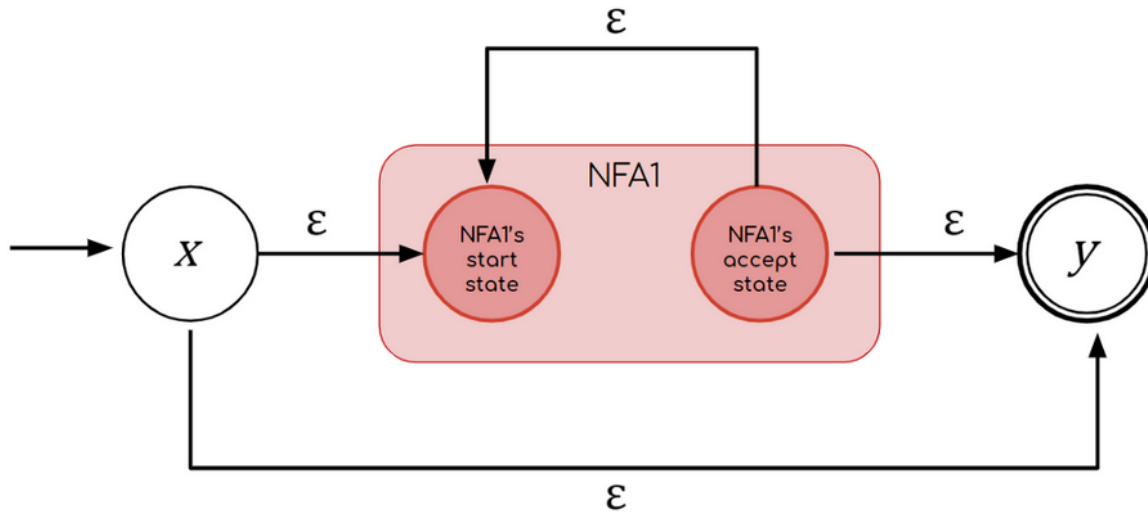 ε
NFA1
x
ε
NFA1's
start
state
NFA1's
accept
state
ε
y
ε